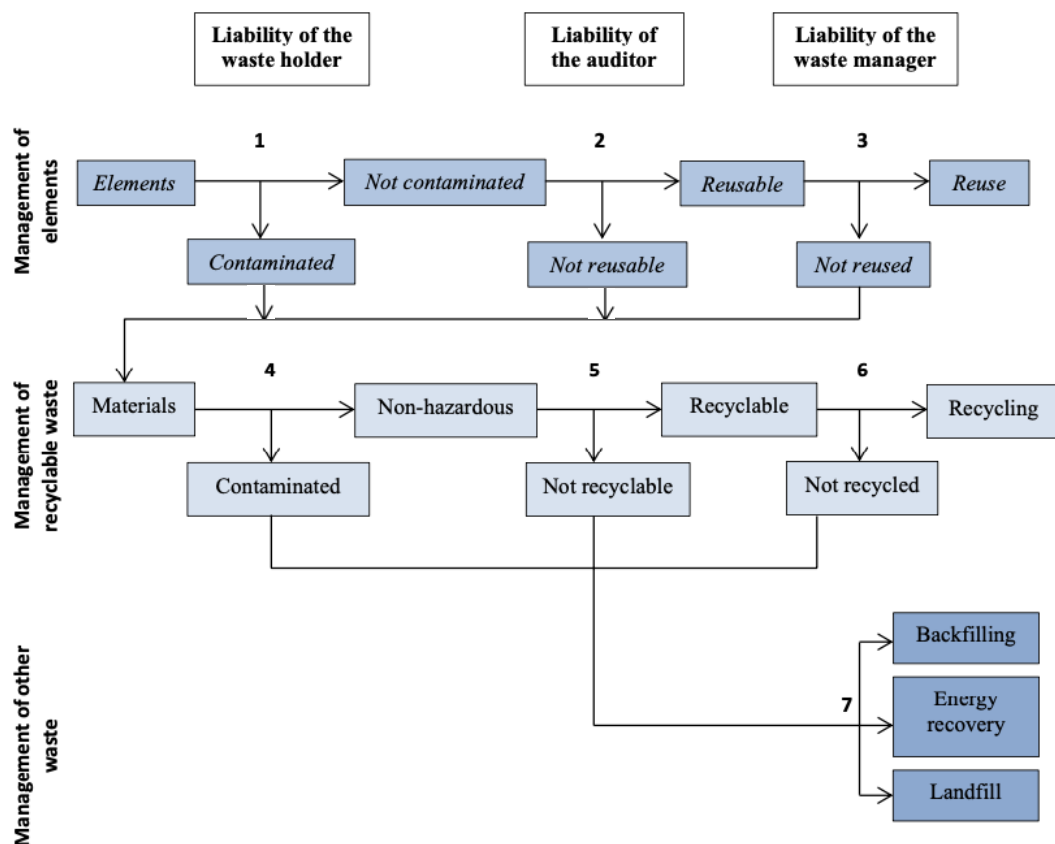 Liability of the
waste holder
Liability of
the auditor
Liability of the
waste manager
Management of
elements
1
2
3
Elements
Not contaminated
Reusable
Reuse
Contaminated
Not reusable
Not reused
Management of
recyclable waste
4
5
6
Materials
Non-hazardous
Recyclable
Recycling
Contaminated
Not recyclable
Not recycled
Management of other
waste
7
Backfilling
Energy
recovery
Landfill